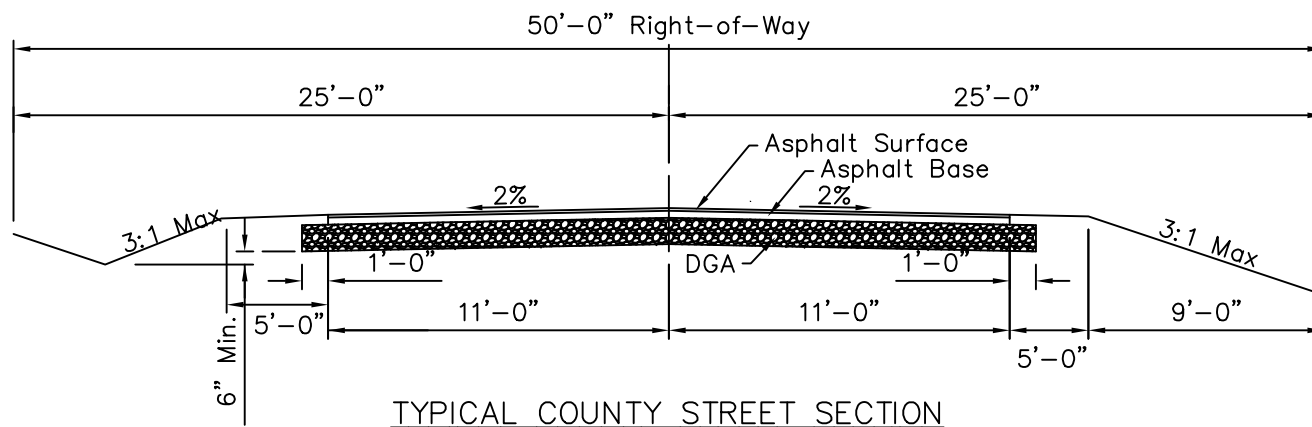 50'-0" Right-of-Way
25'-0" 25'-0"
Asphalt Surface
Asphalt Base
2% 2%
3:1 Max 3:1 Max
DGA
1'-0" 1'-0"
5'-0" 11'-0" 11'-0" 9'-0"
5'-0"
6" Min.
TYPICAL COUNTY STREET SECTION